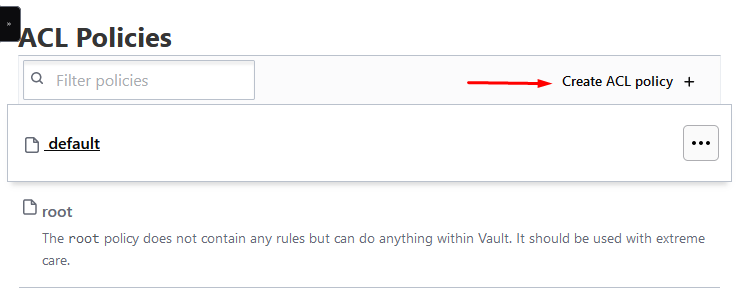 ACL Policies
Filter policies
Create ACL policy +
default
root
The root policy does not contain any rules but can do anything within Vault. It should be used with extreme
care.